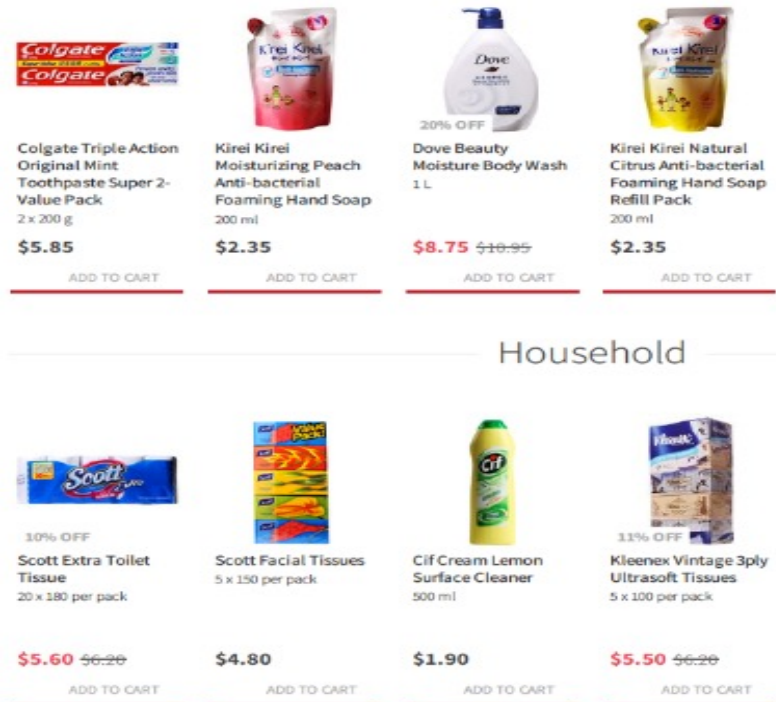 Colgate
Colgate
Kirei Kirei
Dove
Kirei Kirei
20% OFF
Colgate Triple Action
Original Mint
Toothpaste Super 2-
Value Pack
2 x 200 g
$5.85
ADD TO CART
Kirei Kirei
Moisturizing Peach
Anti-bacterial
Foaming Hand Soap
200 ml
$2.35
ADD TO CART
Dove Beauty
Moisture Body Wash
1 L
$8.75 $10.95
ADD TO CART
Kirei Kirei Natural
Citrus Anti-bacterial
Foaming Hand Soap
Refill Pack
200 ml
$2.35
ADD TO CART
Household
Scott
Value
Pack!
Cif
Kleenex
10% OFF
Scott Extra Toilet
Tissue
20 x 180 per pack
$5.60 $6.20
ADD TO CART
Scott Facial Tissues
5 x 150 per pack
$4.80
ADD TO CART
Cif Cream Lemon
Surface Cleaner
500 ml
$1.90
ADD TO CART
11% OFF
Kleenex Vintage 3ply
Ultrasoft Tissues
5 x 100 per pack
$5.50 $6.20
ADD TO CART